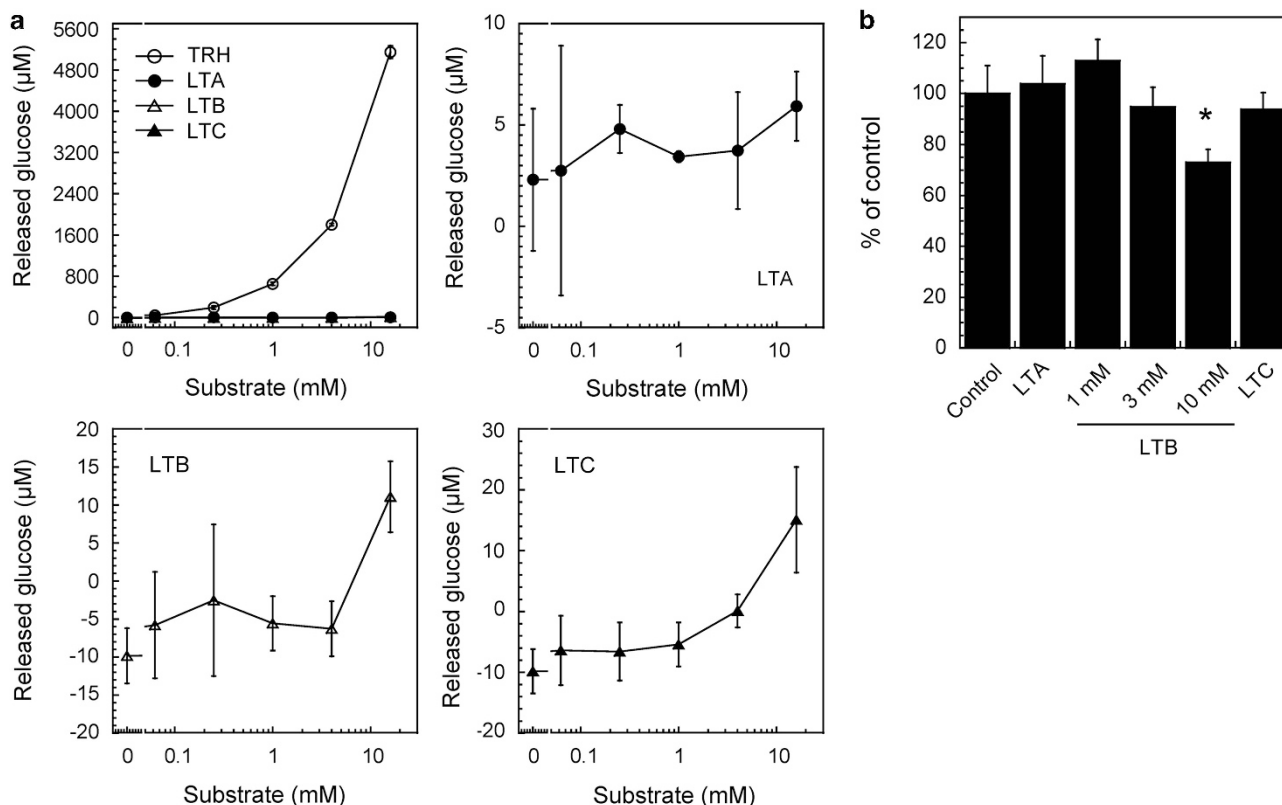 a
Released glucose (µM)
5600
4800
4000
3200
2400
1600
800
0
TRH
LTA
LTB
LTC
0 0.1 1 10
Substrate (mM)
Released glucose (µM)
10
5
0
-5
LTA
0 0.1 1 10
Substrate (mM)
b
% of control
120
100
80
60
40
20
0
*
Control
LTA
1 mM
3 mM
10 mM
LTC
LTB
Released glucose (µM)
20
15
10
5
0
-5
-10
-15
-20
LTB
0 0.1 1 10
Substrate (mM)
Released glucose (µM)
30
20
10
0
-10
-20
LTC
0 0.1 1 10
Substrate (mM)